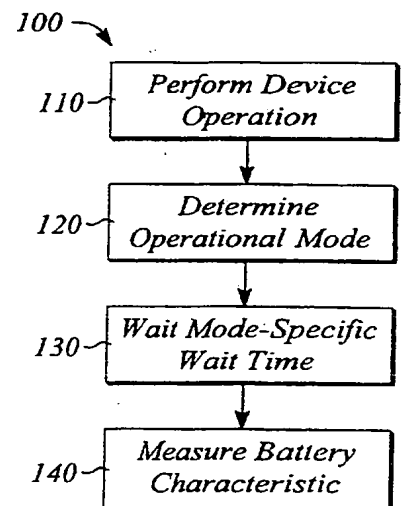 100
110
Perform Device
Operation
120
Determine
Operational Mode
130
Wait Mode-Specific
Wait Time
140
Measure Battery
Characteristic